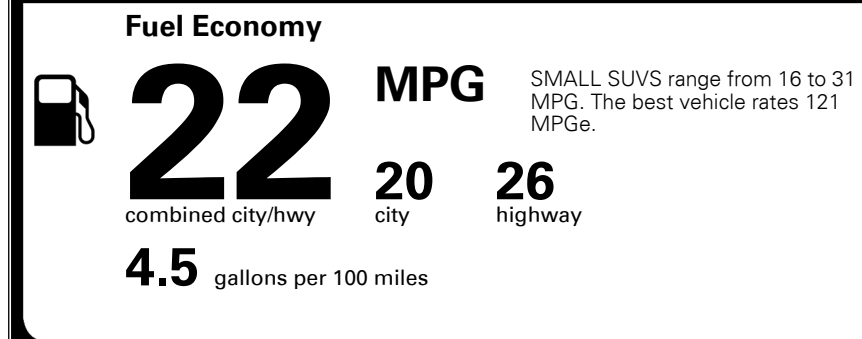 Fuel Economy
22
MPG
SMALL SUVS range from 16 to 31
MPG. The best vehicle rates 121
MPGe.
20
26
combined city/hwy
city
highway
4.5 gallons per 100 miles